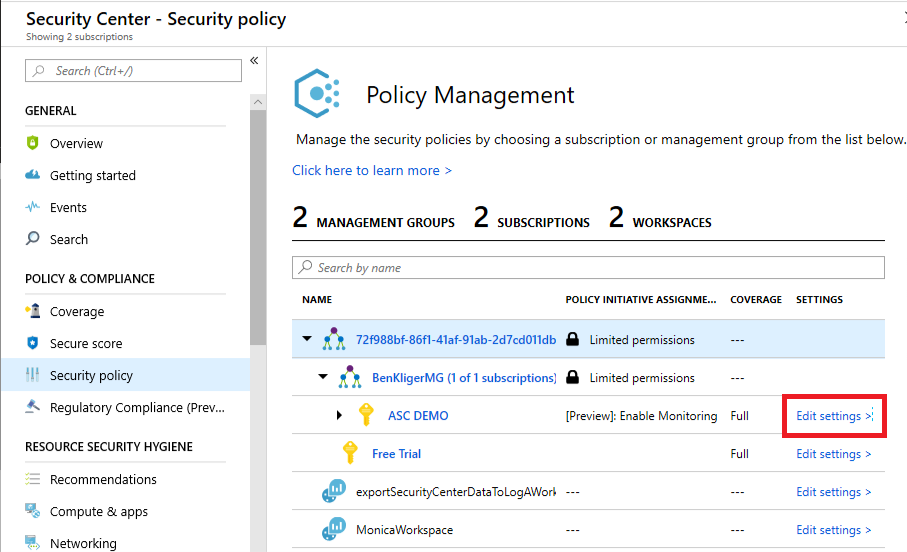 Security Center - Security policy
Showing 2 subscriptions
Search (Ctrl+/)
«
GENERAL
Overview
Getting started
Events
Search
POLICY & COMPLIANCE
Coverage
Secure score
Security policy
Regulatory Compliance (Prev...
RESOURCE SECURITY HYGIENE
Recommendations
Compute & apps
Networking
Policy Management
Manage the security policies by choosing a subscription or management group from the list below.
Click here to learn more >
2 MANAGEMENT GROUPS 2 SUBSCRIPTIONS 2 WORKSPACES
Search by name
NAME POLICY INITIATIVE ASSIGNME... COVERAGE SETTINGS
72f988bf-86f1-41af-91ab-2d7cd011db Limited permissions ---
BenKligerMG (1 of 1 subscriptions) Limited permissions ---
ASC DEMO [Preview]: Enable Monitoring Full Edit settings >
Free Trial Full Edit settings >
exportSecurityCenterDataToLogAWork --- --- Edit settings >
MonicaWorkspace --- --- Edit settings >